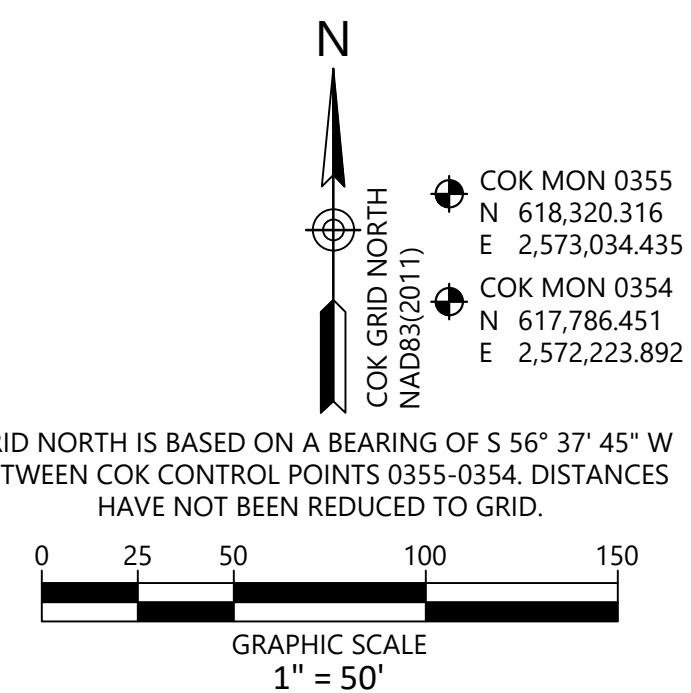 N
COK GRID NORTH
NAD83(2011)
COK MON 0355
N 618,320.316
E 2,573,034.435
COK MON 0354
N 617,786.451
E 2,572,223.892
RID NORTH IS BASED ON A BEARING OF S 56° 37' 45" W
TWEEN COK CONTROL POINTS 0355-0354. DISTANCES
HAVE NOT BEEN REDUCED TO GRID.
0 25 50 100 150
GRAPHIC SCALE
1" = 50'